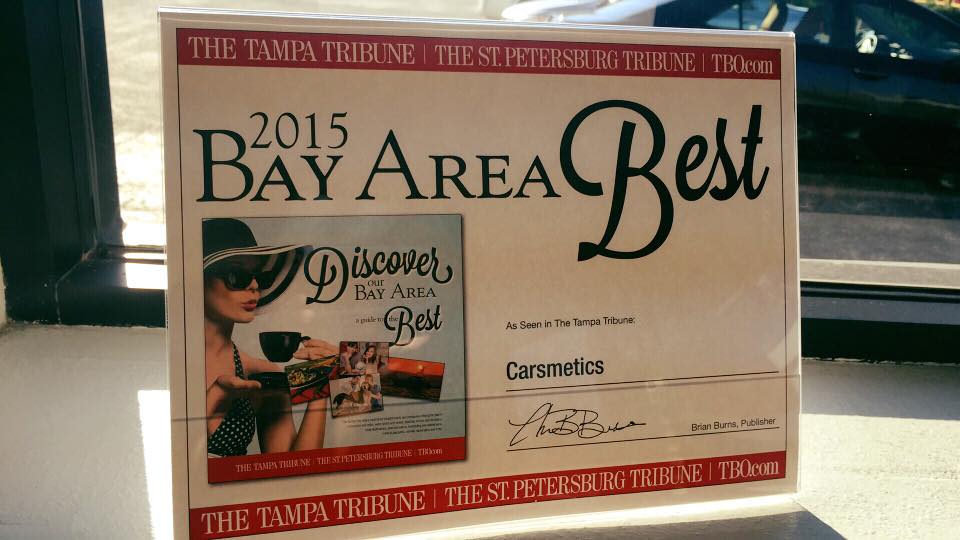 THE TAMPA TRIBUNE | THE ST. PETERSBURG TRIBUNE | TBO.com
2015
BAY AREA Best
Discover
our
BAY AREA
a guide to the Best
THE TAMPA TRIBUNE | THE ST. PETERSBURG TRIBUNE | TBO.com
As Seen in The Tampa Tribune:
Carsmetics
Brian Burns, Publisher
THE TAMPA TRIBUNE | THE ST. PETERSBURG TRIBUNE | TBO.com